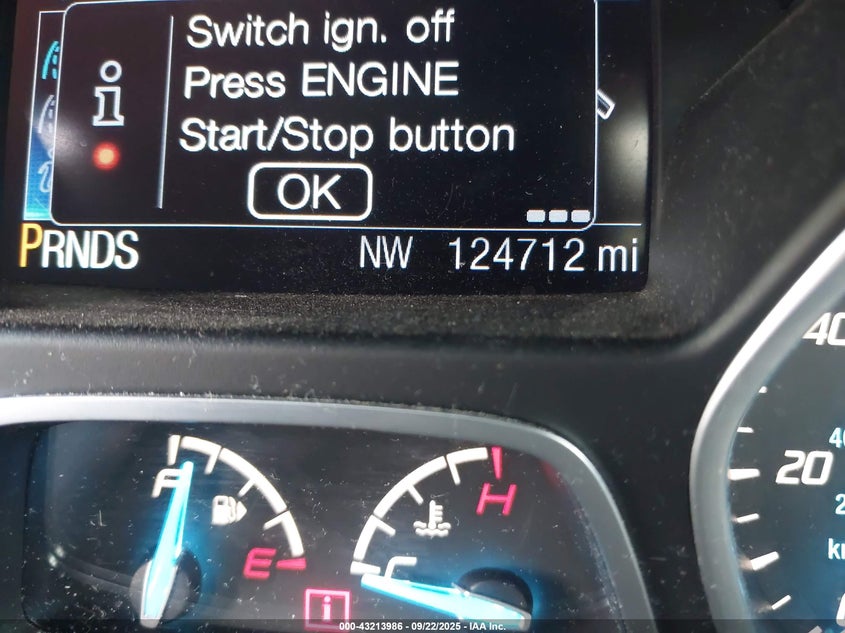 Switch ign. off
Press ENGINE
Start/Stop button
OK
PRNDS NW 124712 mi
40
20
F
H
E
C
i
000-43213986 - 09/22/2025 - IAA Inc.